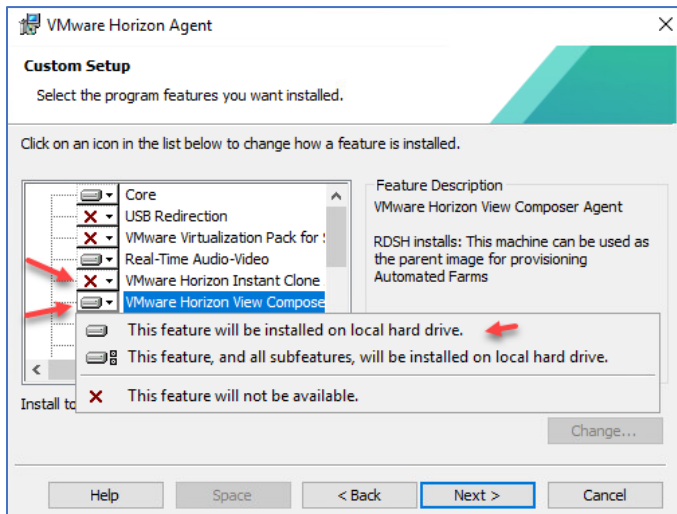 VMware Horizon Agent
Custom Setup
Select the program features you want installed.
Click on an icon in the list below to change how a feature is installed.
Core
USB Redirection
VMware Virtualization Pack for
Real-Time Audio-Video
VMware Horizon Instant Clone
VMware Horizon View Compose
Feature Description
VMware Horizon View Composer Agent
RDSH installs: This machine can be used as
the parent image for provisioning
Automated Farms
This feature will be installed on local hard drive.
This feature, and all subfeatures, will be installed on local hard drive.
This feature will not be available.
Install to
Change...
Help
Space
< Back
Next >
Cancel